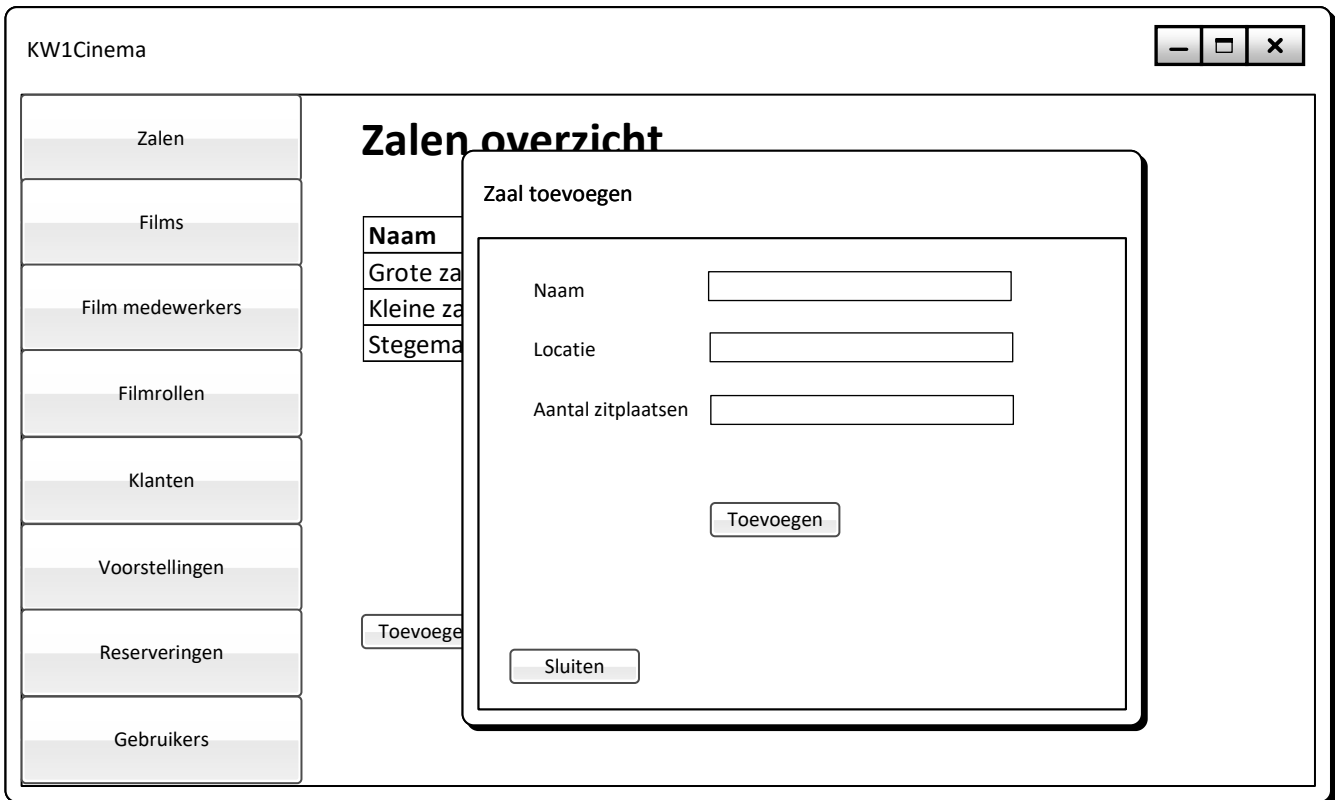 KW1Cinema
Zalen
Films
Film medewerkers
Filmrollen
Klanten
Voorstellingen
Reserveringen
Gebruikers
Zalen overzicht
Naam
Grote za
Kleine za
Stegema
Toevoege
Zaal toevoegen
Naam
Locatie
Aantal zitplaatsen
Toevoegen
Sluiten